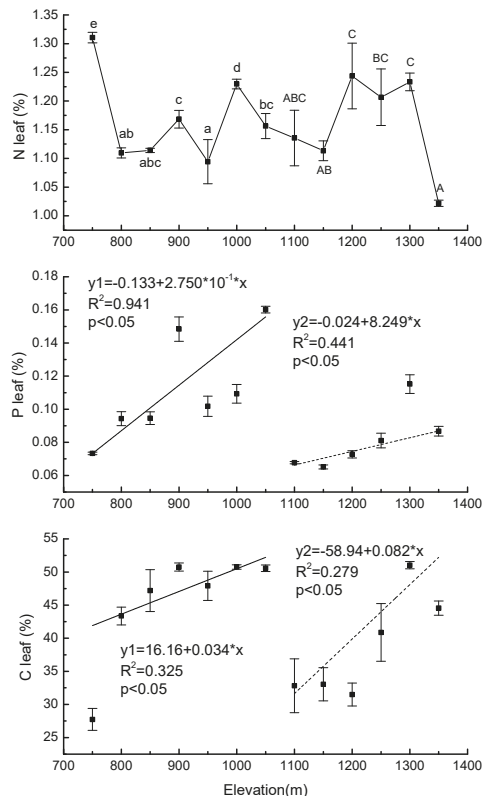 1.35
1.30
1.25
1.20
1.15
1.10
1.05
1.00
N leaf (%)
e
ab
abc
c
a
d
bc
ABC
AB
C
BC
C
A
700 800 900 1000 1100 1200 1300 1400
0.18
0.16
0.14
0.12
0.10
0.08
0.06
P leaf (%)
y1=-0.133+2.750*10⁻¹*x
R²=0.941
p<0.05
y2=-0.024+8.249*x
R²=0.441
p<0.05
700 800 900 1000 1100 1200 1300 1400
55
50
45
40
35
30
25
C leaf (%)
y1=16.16+0.034*x
R²=0.325
p<0.05
y2=-58.94+0.082*x
R²=0.279
p<0.05
700 800 900 1000 1100 1200 1300 1400
Elevation(m)